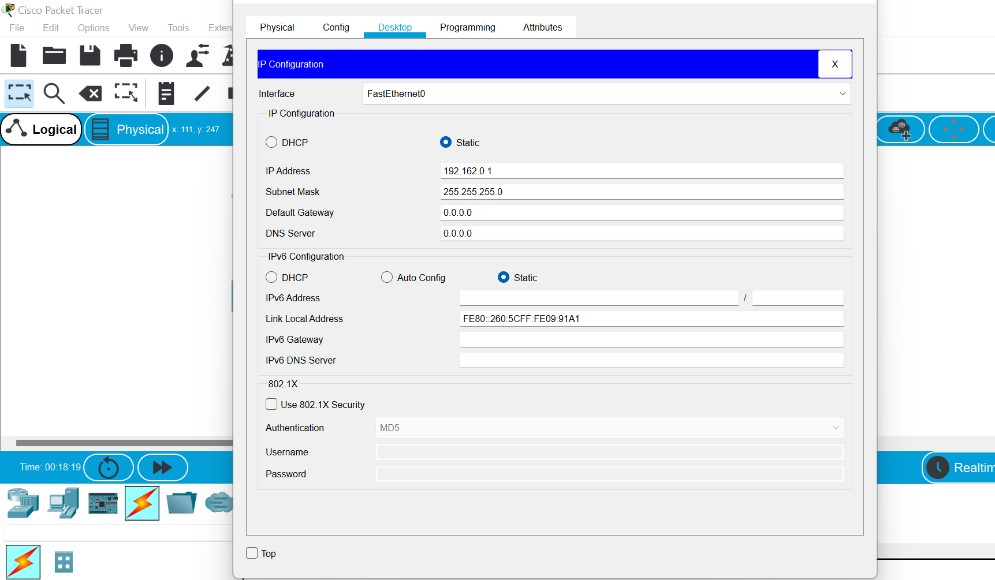 Cisco Packet Tracer
File Edit Options View Tools Exten
Physical Config Desktop Programming Attributes
IP Configuration X
Interface FastEthernet0
Logical Physical x: 111, y: 247
IP Configuration
DHCP Static
IP Address 192.162.0.1
Subnet Mask 255.255.255.0
Default Gateway 0.0.0.0
DNS Server 0.0.0.0
IPv6 Configuration
DHCP Auto Config Static
IPv6 Address /
Link Local Address FE80::260:5CFF:FE09:91A1
IPv6 Gateway
IPv6 DNS Server
802.1X
Use 802.1X Security
Authentication MD5
Username
Password
Time: 00:18:19 Realtim
Top